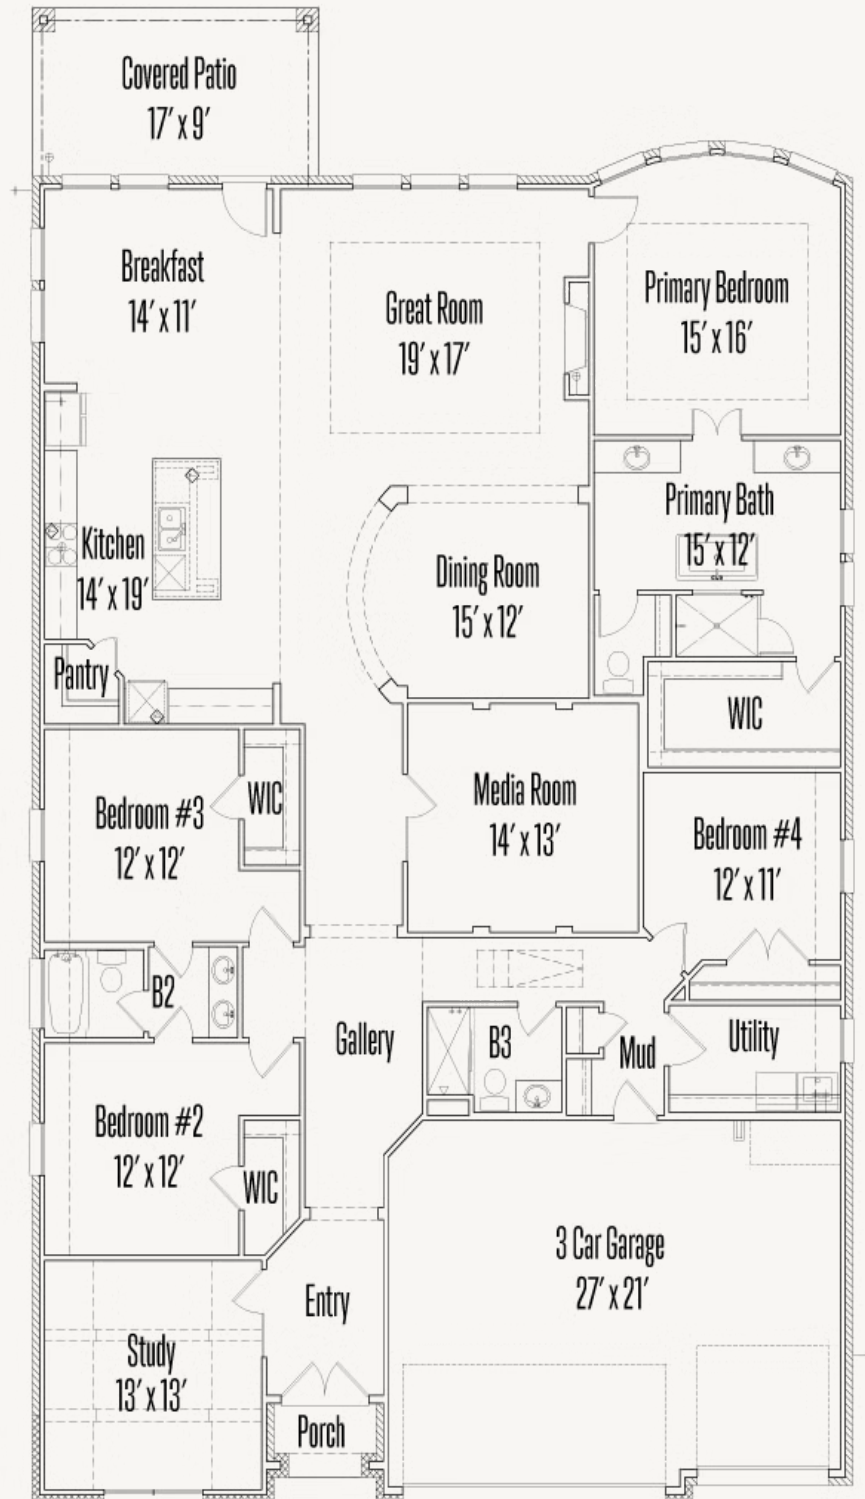 Covered Patio
17' x 9'
Breakfast
14' x 11'
Great Room
19' x 17'
Primary Bedroom
15' x 16'
Kitchen
14' x 19'
Dining Room
15' x 12'
Primary Bath
15' x 12'
Pantry
WIC
Bedroom #3
12' x 12'
WIC
Media Room
14' x 13'
Bedroom #4
12' x 11'
B2
Gallery
B3
Mud
Utility
Bedroom #2
12' x 12'
WIC
3 Car Garage
27' x 21'
Entry
Study
13' x 13'
Porch